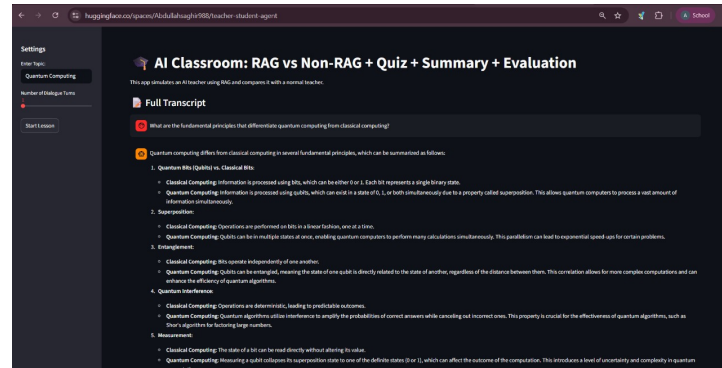 huggingface.co/spaces/Abdullahsaghir988/teacher-student-agent
A School
Settings
Enter Topic:
Quantum Computing
Number of Dialogue Turns
Start Lesson
AI Classroom: RAG vs Non-RAG + Quiz + Summary + Evaluation
This app simulates an AI teacher using RAG and compares it with a normal teacher.
Full Transcript
What are the fundamental principles that differentiate quantum computing from classical computing?
Quantum computing differs from classical computing in several fundamental principles, which can be summarized as follows:
1. Quantum Bits (Qubits) vs. Classical Bits:
Classical Computing: Information is processed using bits, which can be either 0 or 1. Each bit represents a single binary state.
Quantum Computing: Information is processed using qubits, which can exist in a state of 0, 1, or both simultaneously due to a property called superposition. This allows quantum computers to process a vast amount of
information simultaneously.
2. Superposition:
Classical Computing: Operations are performed on bits in a linear fashion, one at a time.
Quantum Computing: Qubits can be in multiple states at once, enabling quantum computers to perform many calculations simultaneously. This parallelism can lead to exponential speed-ups for certain problems.
3. Entanglement:
Classical Computing: Bits operate independently of one another.
Quantum Computing: Qubits can be entangled, meaning the state of one qubit is directly related to the state of another, regardless of the distance between them. This correlation allows for more complex computations and can
enhance the efficiency of quantum algorithms.
4. Quantum Interference:
Classical Computing: Operations are deterministic, leading to predictable outcomes.
Quantum Computing: Quantum algorithms utilize interference to amplify the probabilities of correct answers while canceling out incorrect ones. This property is crucial for the effectiveness of quantum algorithms, such as
Shor's algorithm for factoring large numbers.
5. Measurement:
Classical Computing: The state of a bit can be read directly without altering its value.
Quantum Computing: Measuring a qubit collapses its superposition state to one of the definite states (0 or 1), which can affect the outcome of the computation. This introduces a level of uncertainty and complexity in quantum